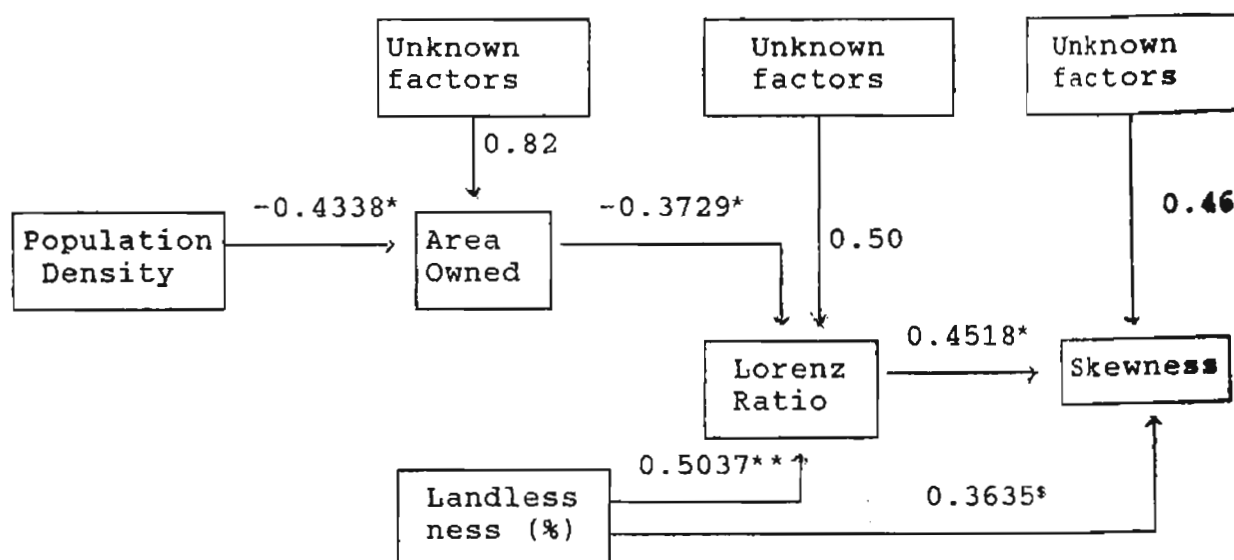 Unknown
factors
Unknown
factors
Unknown
factors
0.82
-0.4338*
-0.3729*
0.46
Population
Density
Area
Owned
0.50
0.4518*
Lorenz
Ratio
Skewness
0.5037**
0.3635$
Landless
ness (%)